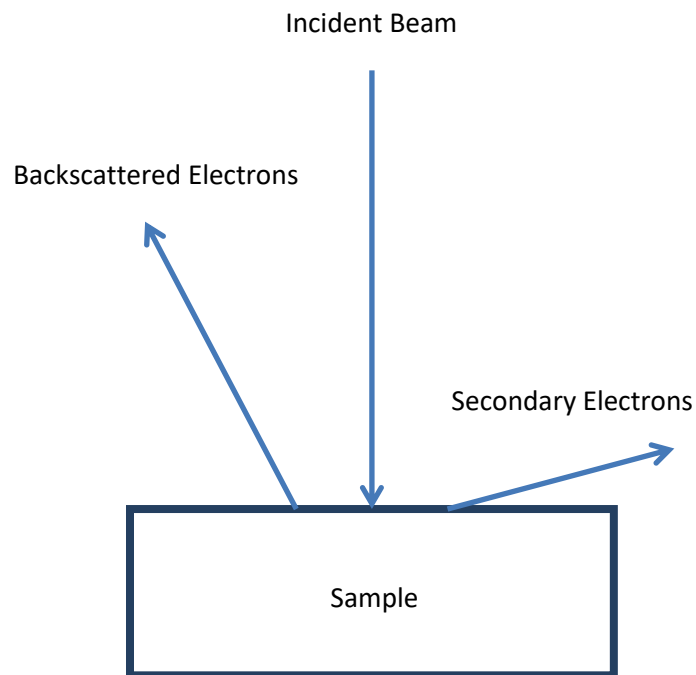 Incident Beam
Backscattered Electrons
Secondary Electrons
Sample